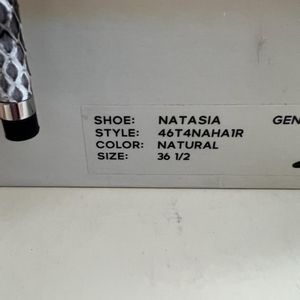 SHOE: NATASIA GEN
STYLE: 46T4NAHA1R
COLOR: NATURAL
SIZE: 36 1/2